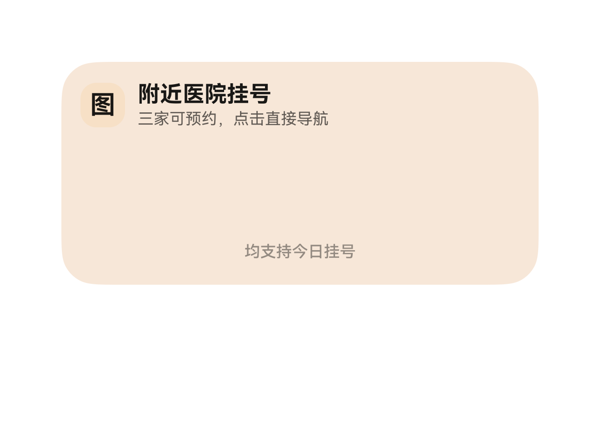 图
附近医院挂号
三家可预约，点击直接导航
均支持今日挂号